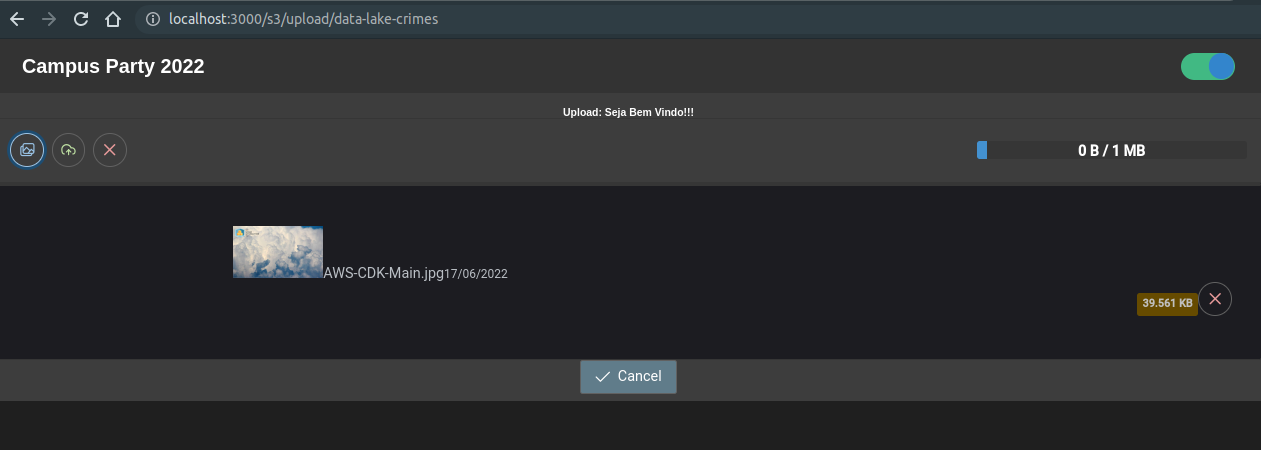 localhost:3000/s3/upload/data-lake-crimes
Campus Party 2022
Upload: Seja Bem Vindo!!!
0 B / 1 MB
AWS-CDK-Main.jpg17/06/2022
39.561 KB
Cancel